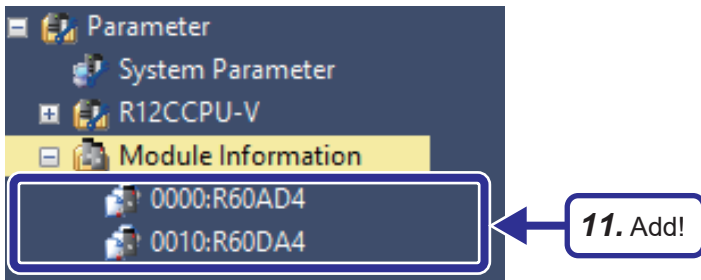 Parameter
System Parameter
R12CCPU-V
Module Information
0000:R60AD4
0010:R60DA4
11. Add!